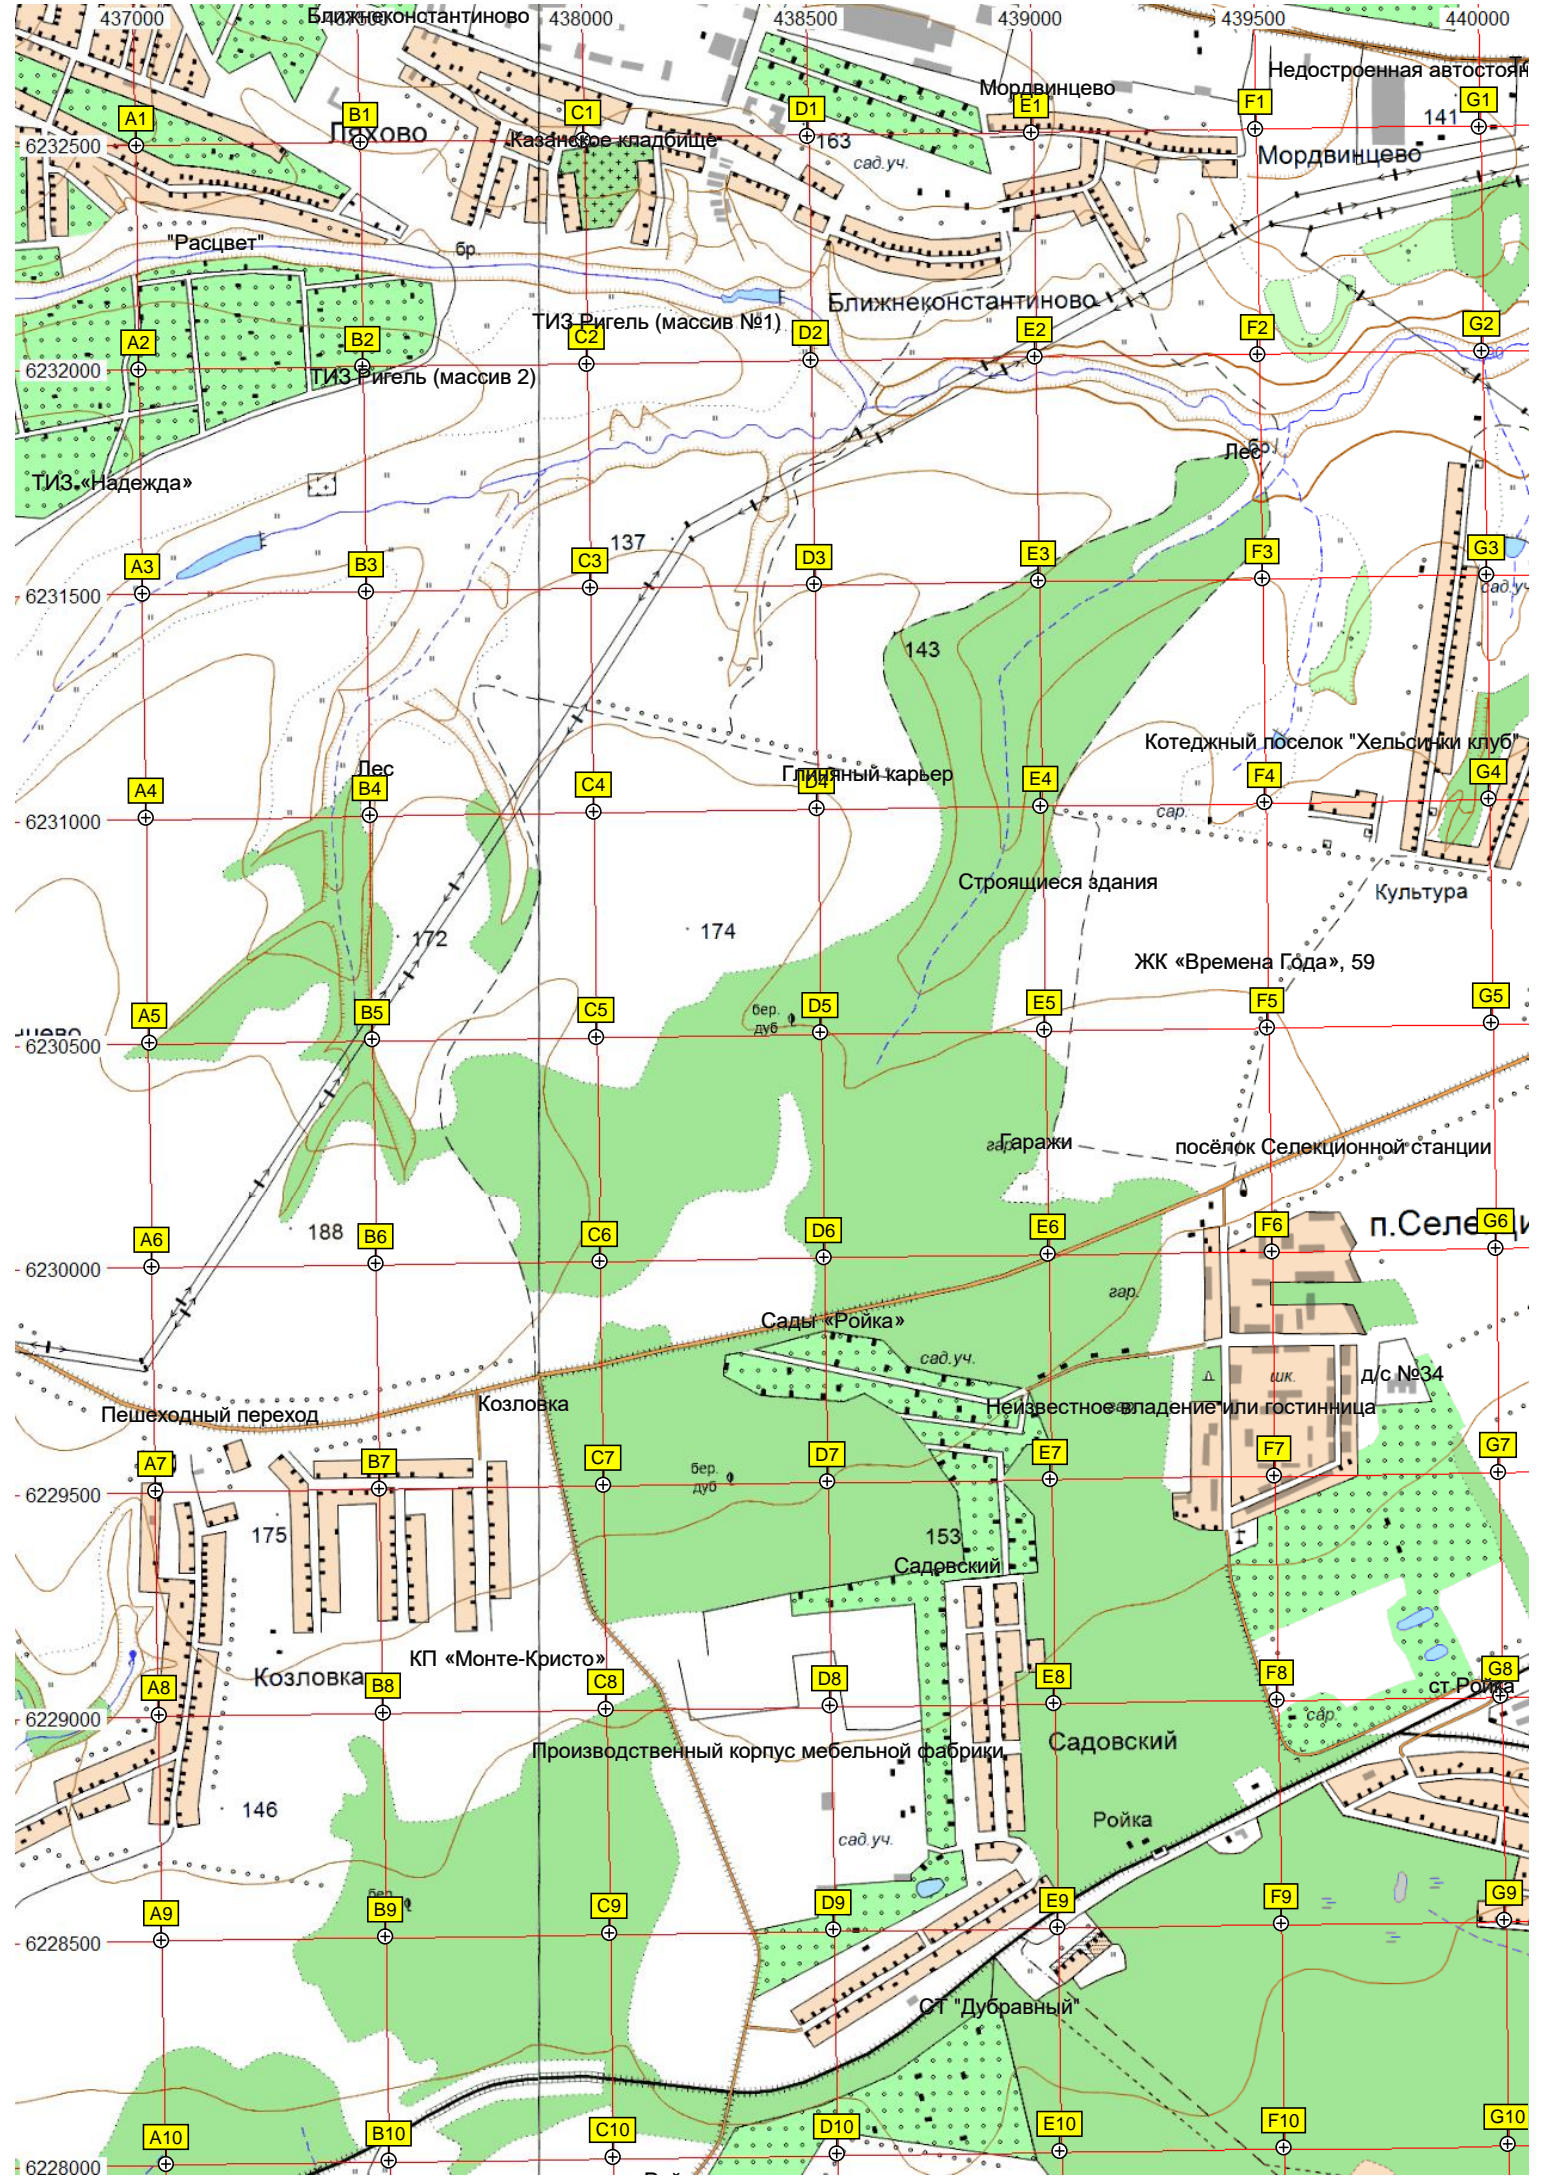 437000
438000
438500
439000
439500
440000
Ближнеконстантиново
Мордвинцево
Недостроенная автостоян
A1
B1
C1
D1
E1
F1
G1
141
Ляхово
Казанское кладбище
163
сад.уч.
Мордвинцево
6232500
"Расцвет"
бр.
Ближнеконстантиново
ТИЗ Ригель (массив №1)
A2
B2
C2
D2
E2
F2
G2
6232000
ТИЗ Ригель (массив 2)
Лес
бр.
ТИЗ «Надежда»
137
A3
B3
C3
D3
E3
F3
G3
6231500
сад.уч
143
Котеджный поселок "Хельсинки клуб"
Лес
Глиняный карьер
A4
B4
C4
D4
E4
F4
G4
6231000
сар.
Строящиеся здания
Культура
172
174
ЖК «Времена Года», 59
A5
B5
C5
D5
E5
F5
G5
бер.
дуб
-цево
6230500
гар.
Гаражи
посёлок Селекционной станции
188
п.Селекци
A6
B6
C6
D6
E6
F6
G6
6230000
гар.
Сады «Ройка»
сад.уч.
шк.
д/с №34
Козловка
Неизвестное владение или гостинница
гар.
Пешеходный переход
A7
B7
C7
D7
E7
F7
G7
бер.
дуб
6229500
175
153
Садовский
КП «Монте-Кристо»
Козловка
A8
B8
C8
D8
E8
F8
G8
ст Ройка
сар.
6229000
Садовский
Производственный корпус мебельной фабрики
146
Ройка
сад.уч.
бер.
A9
B9
C9
D9
E9
F9
G9
6228500
СТ "Дубравный"
A10
B10
C10
D10
E10
F10
G10
6228000